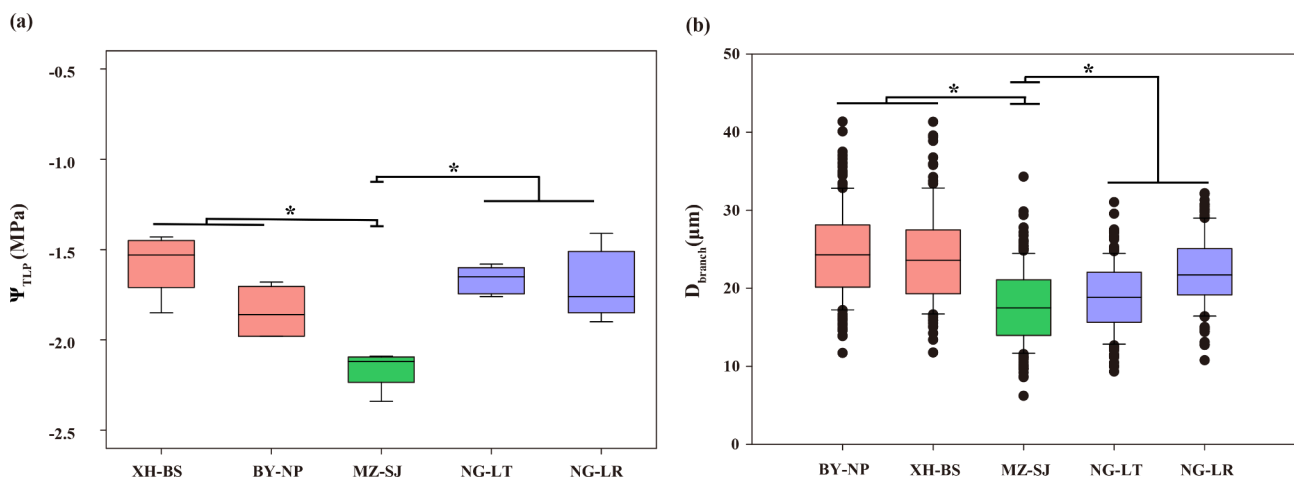 (a)
-0.5
-1.0
-1.5
-2.0
-2.5
Ψ_TLP (MPa)
*
*
XH-BS BY-NP MZ-SJ NG-LT NG-LR
(b)
50
40
30
20
10
0
D_branch (μm)
*
*
BY-NP XH-BS MZ-SJ NG-LT NG-LR